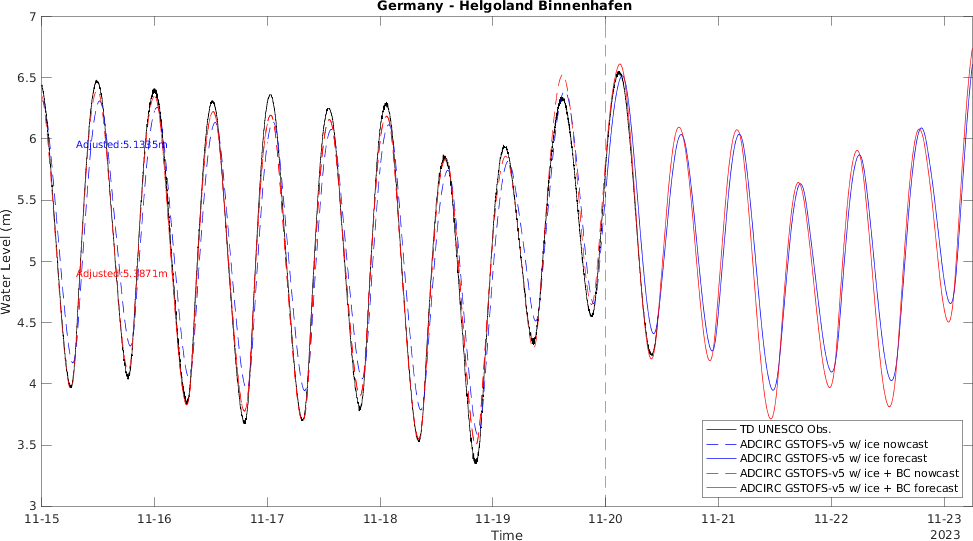 Germany - Helgoland Binnenhafen
7
6.5
6
5.5
5
4.5
4
3.5
3
Water Level (m)
Adjusted:5.1335m
Adjusted:5.3871m
TD UNESCO Obs.
ADCIRC GSTOFS-v5 w/ ice nowcast
ADCIRC GSTOFS-v5 w/ ice forecast
ADCIRC GSTOFS-v5 w/ ice + BC nowcast
ADCIRC GSTOFS-v5 w/ ice + BC forecast
11-15 11-16 11-17 11-18 11-19 11-20 11-21 11-22 11-23
Time
2023